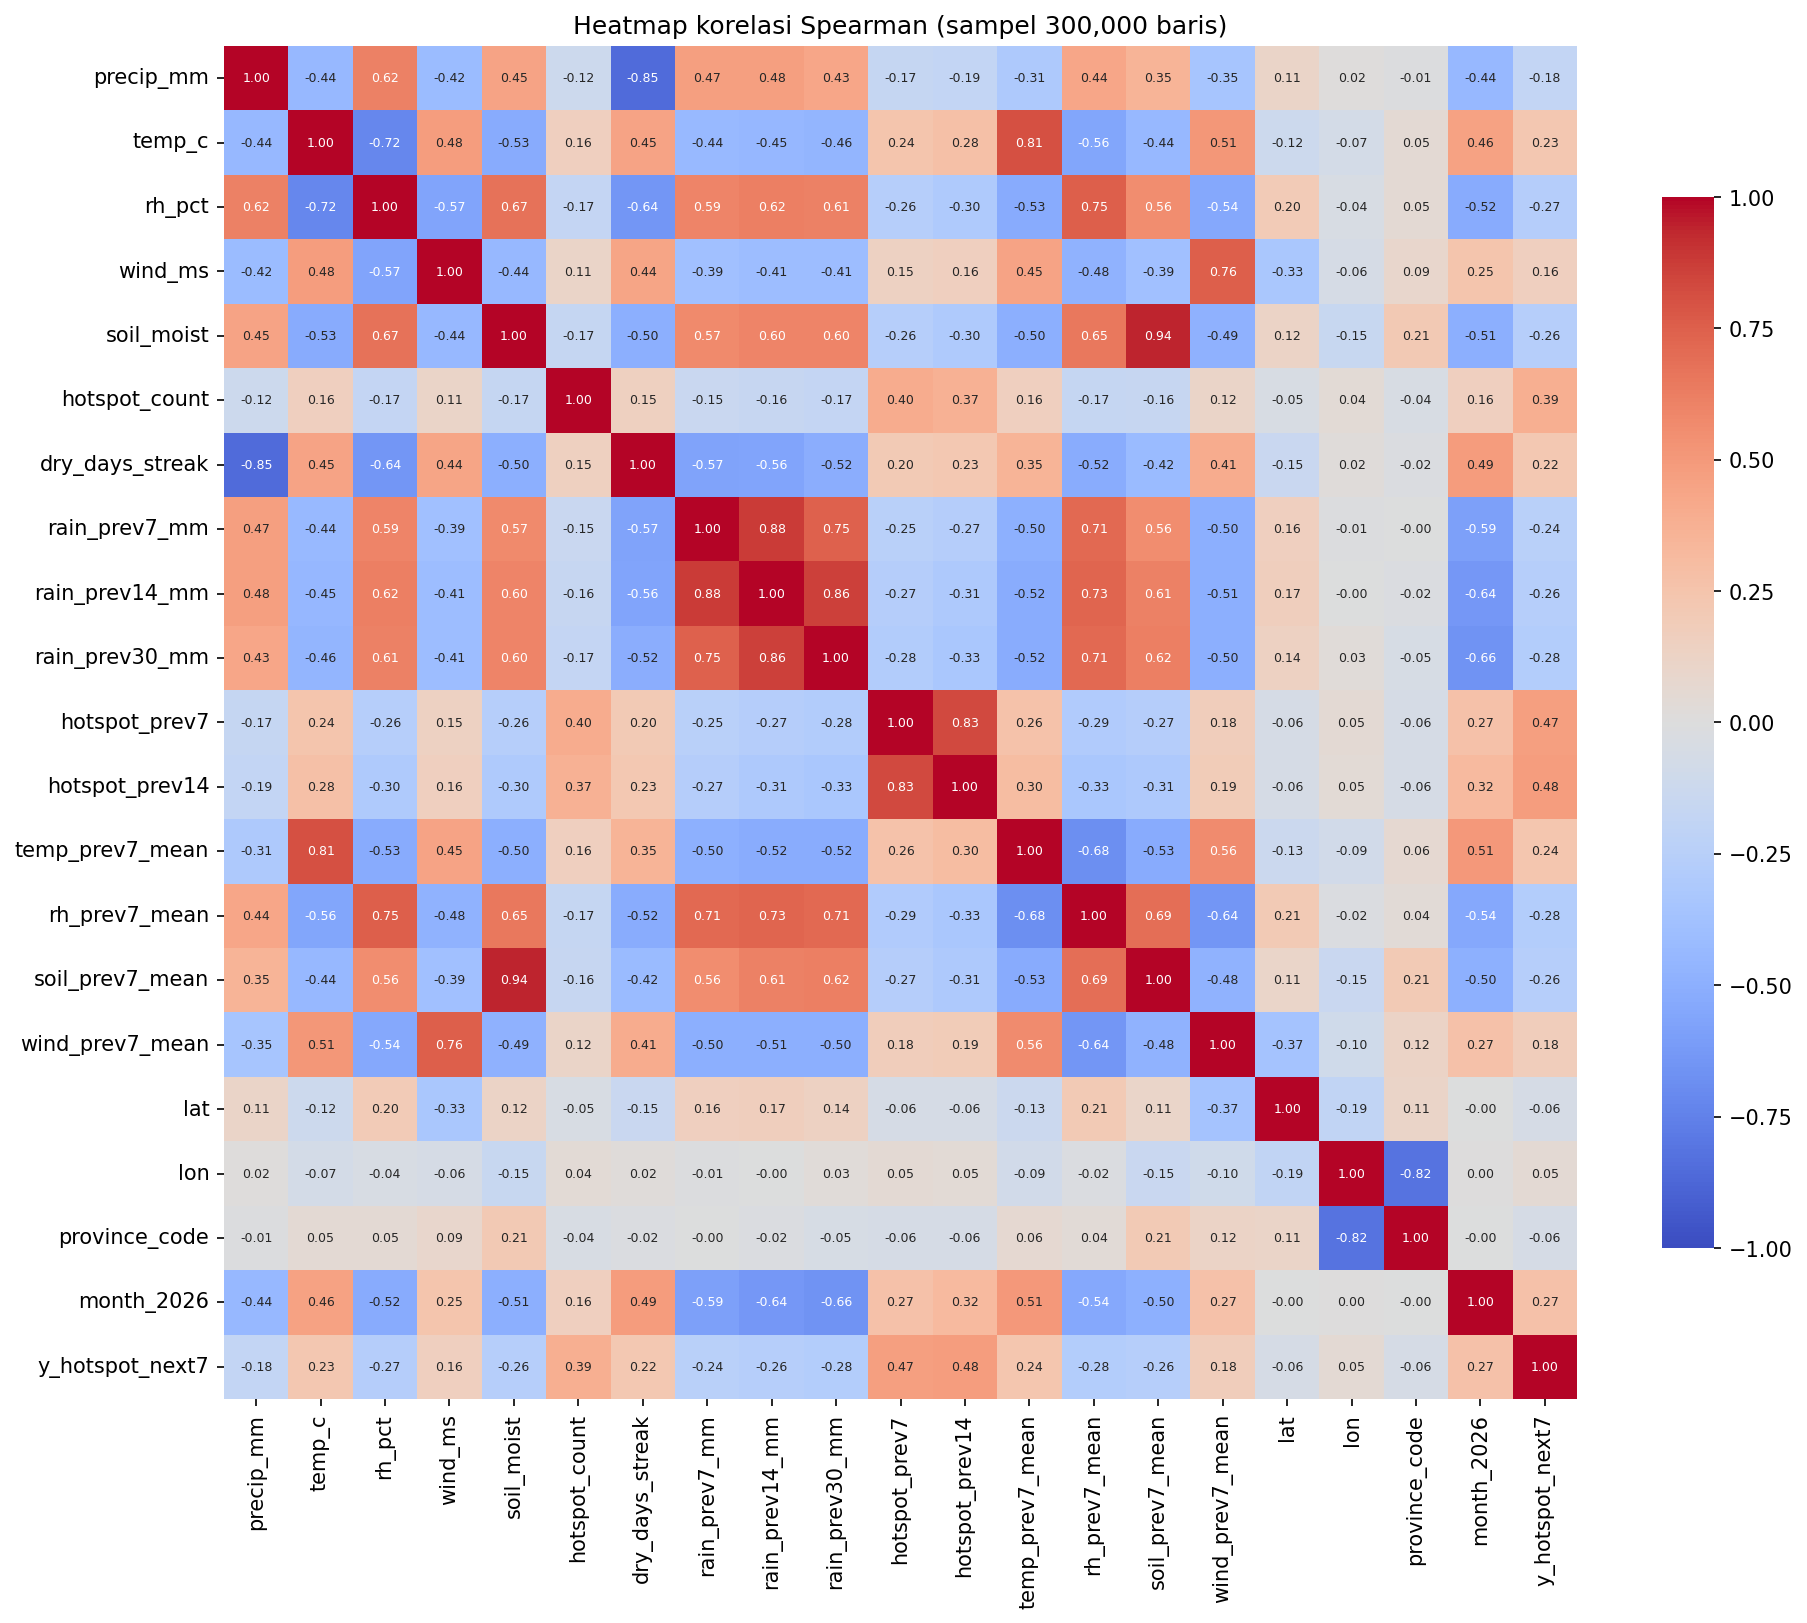 Heatmap korelasi Spearman (sampel 300,000 baris)
precip_mm 1.00 -0.44 0.62 -0.42 0.45 -0.12 -0.85 0.47 0.48 0.43 -0.17 -0.19 -0.31 0.44 0.35 -0.35 0.11 0.02 -0.01 -0.44 -0.18
temp_c -0.44 1.00 -0.72 0.48 -0.53 0.16 0.45 -0.44 -0.45 -0.46 0.24 0.28 0.81 -0.56 -0.44 0.51 -0.12 -0.07 0.05 0.46 0.23
rh_pct 0.62 -0.72 1.00 -0.57 0.67 -0.17 -0.64 0.59 0.62 0.61 -0.26 -0.30 -0.53 0.75 0.56 -0.54 0.20 -0.04 0.05 -0.52 -0.27
wind_ms -0.42 0.48 -0.57 1.00 -0.44 0.11 0.44 -0.39 -0.41 -0.41 0.15 0.16 0.45 -0.48 -0.39 0.76 -0.33 -0.06 0.09 0.25 0.16
soil_moist 0.45 -0.53 0.67 -0.44 1.00 -0.17 -0.50 0.57 0.60 0.60 -0.26 -0.30 -0.50 0.65 0.94 -0.49 0.12 -0.15 0.21 -0.51 -0.26
hotspot_count -0.12 0.16 -0.17 0.11 -0.17 1.00 0.15 -0.15 -0.16 -0.17 0.40 0.37 0.16 -0.17 -0.16 0.12 -0.05 0.04 -0.04 0.16 0.39
dry_days_streak -0.85 0.45 -0.64 0.44 -0.50 0.15 1.00 -0.57 -0.56 -0.52 0.20 0.23 0.35 -0.52 -0.42 0.41 -0.15 0.02 -0.02 0.49 0.22
rain_prev7_mm 0.47 -0.44 0.59 -0.39 0.57 -0.15 -0.57 1.00 0.88 0.75 -0.25 -0.27 -0.50 0.71 0.56 -0.50 0.16 -0.01 -0.00 -0.59 -0.24
rain_prev14_mm 0.48 -0.45 0.62 -0.41 0.60 -0.16 -0.56 0.88 1.00 0.86 -0.27 -0.31 -0.52 0.73 0.61 -0.51 0.17 -0.00 -0.02 -0.64 -0.26
rain_prev30_mm 0.43 -0.46 0.61 -0.41 0.60 -0.17 -0.52 0.75 0.86 1.00 -0.28 -0.33 -0.52 0.71 0.62 -0.50 0.14 0.03 -0.05 -0.66 -0.28
hotspot_prev7 -0.17 0.24 -0.26 0.15 -0.26 0.40 0.20 -0.25 -0.27 -0.28 1.00 0.83 0.26 -0.29 -0.27 0.18 -0.06 0.05 -0.06 0.27 0.47
hotspot_prev14 -0.19 0.28 -0.30 0.16 -0.30 0.37 0.23 -0.27 -0.31 -0.33 0.83 1.00 0.30 -0.33 -0.31 0.19 -0.06 0.05 -0.06 0.32 0.48
temp_prev7_mean -0.31 0.81 -0.53 0.45 -0.50 0.16 0.35 -0.50 -0.52 -0.52 0.26 0.30 1.00 -0.68 -0.53 0.56 -0.13 -0.09 0.06 0.51 0.24
rh_prev7_mean 0.44 -0.56 0.75 -0.48 0.65 -0.17 -0.52 0.71 0.73 0.71 -0.29 -0.33 -0.68 1.00 0.69 -0.64 0.21 -0.02 0.04 -0.54 -0.28
soil_prev7_mean 0.35 -0.44 0.56 -0.39 0.94 -0.16 -0.42 0.56 0.61 0.62 -0.27 -0.31 -0.53 0.69 1.00 -0.48 0.11 -0.15 0.21 -0.50 -0.26
wind_prev7_mean -0.35 0.51 -0.54 0.76 -0.49 0.12 0.41 -0.50 -0.51 -0.50 0.18 0.19 0.56 -0.64 -0.48 1.00 -0.37 -0.10 0.12 0.27 0.18
lat 0.11 -0.12 0.20 -0.33 0.12 -0.05 -0.15 0.16 0.17 0.14 -0.06 -0.06 -0.13 0.21 0.11 -0.37 1.00 -0.19 0.11 -0.00 -0.06
lon 0.02 -0.07 -0.04 -0.06 -0.15 0.04 0.02 -0.01 -0.00 0.03 0.05 0.05 -0.09 -0.02 -0.15 -0.10 -0.19 1.00 -0.82 0.00 0.05
province_code -0.01 0.05 0.05 0.09 0.21 -0.04 -0.02 -0.00 -0.02 -0.05 -0.06 -0.06 0.06 0.04 0.21 0.12 0.11 -0.82 1.00 -0.00 -0.06
month_2026 -0.44 0.46 -0.52 0.25 -0.51 0.16 0.49 -0.59 -0.64 -0.66 0.27 0.32 0.51 -0.54 -0.50 0.27 -0.00 0.00 -0.00 1.00 0.27
y_hotspot_next7 -0.18 0.23 -0.27 0.16 -0.26 0.39 0.22 -0.24 -0.26 -0.28 0.47 0.48 0.24 -0.28 -0.26 0.18 -0.06 0.05 -0.06 0.27 1.00
precip_mm
temp_c
rh_pct
wind_ms
soil_moist
hotspot_count
dry_days_streak
rain_prev7_mm
rain_prev14_mm
rain_prev30_mm
hotspot_prev7
hotspot_prev14
temp_prev7_mean
rh_prev7_mean
soil_prev7_mean
wind_prev7_mean
lat
lon
province_code
month_2026
y_hotspot_next7
1.00
0.75
0.50
0.25
0.00
−0.25
−0.50
−0.75
−1.00